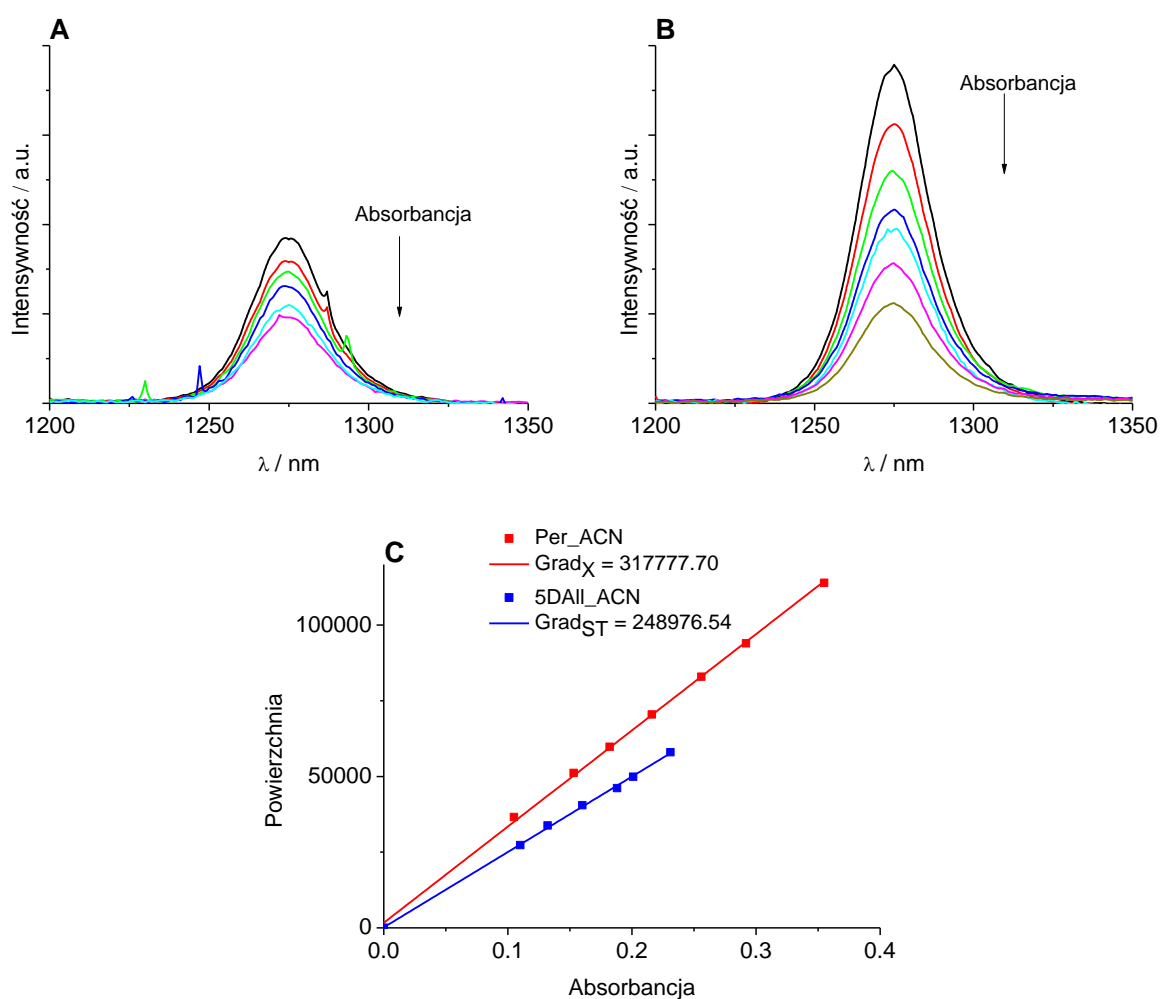 A
Absorbancja
Intensywność / a.u.
1200
1250
1300
1350
λ / nm
B
Absorbancja
Intensywność / a.u.
1200
1250
1300
1350
λ / nm
C
Per_ACN
GradX = 317777.70
5DAll_ACN
GradST = 248976.54
100000
50000
0
Powierzchnia
0.0
0.1
0.2
0.3
0.4
Absorbancja